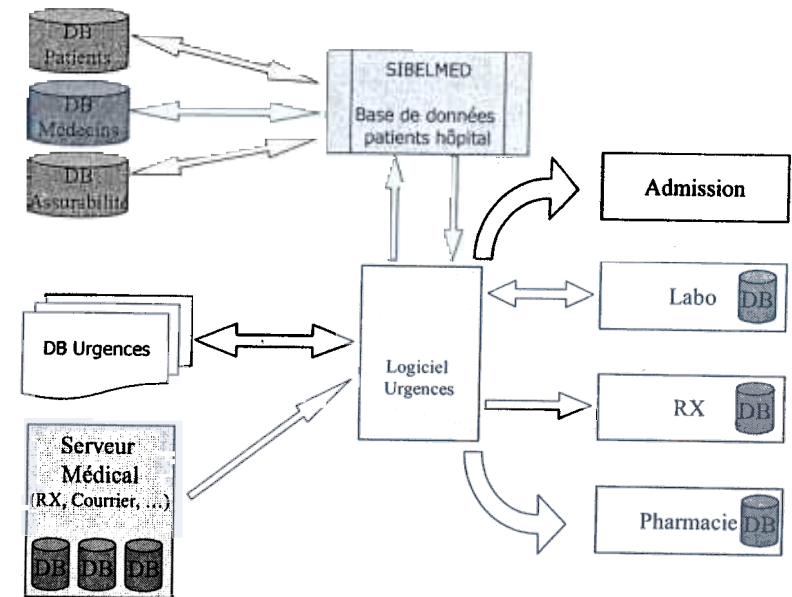 DB
Patients
DB
Médecins
DB
Assurabilité
SIBELMED
Base de données
patients hôpital
Admission
Labo
DB
DB Urgences
Logiciel
Urgences
RX
DB
Serveur
Médical
(RX, Courrier, ...)
DB
DB
DB
Pharmacie
DB